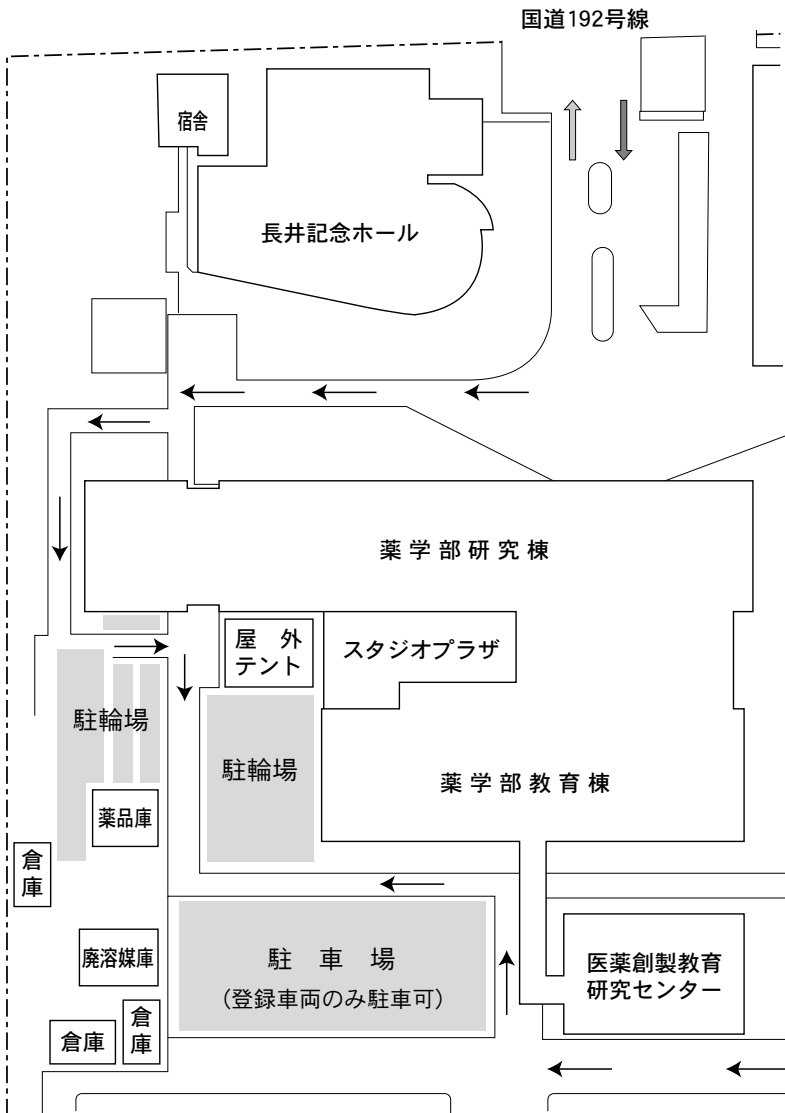 国道192号線
宿舎
長井記念ホール
薬学部研究棟
屋 外
テント
スタジオプラザ
駐輪場
駐輪場
薬学部教育棟
薬品庫
倉
庫
廃溶媒庫
駐 車 場
(登録車両のみ駐車可)
医薬創製教育
研究センター
倉庫
倉
庫